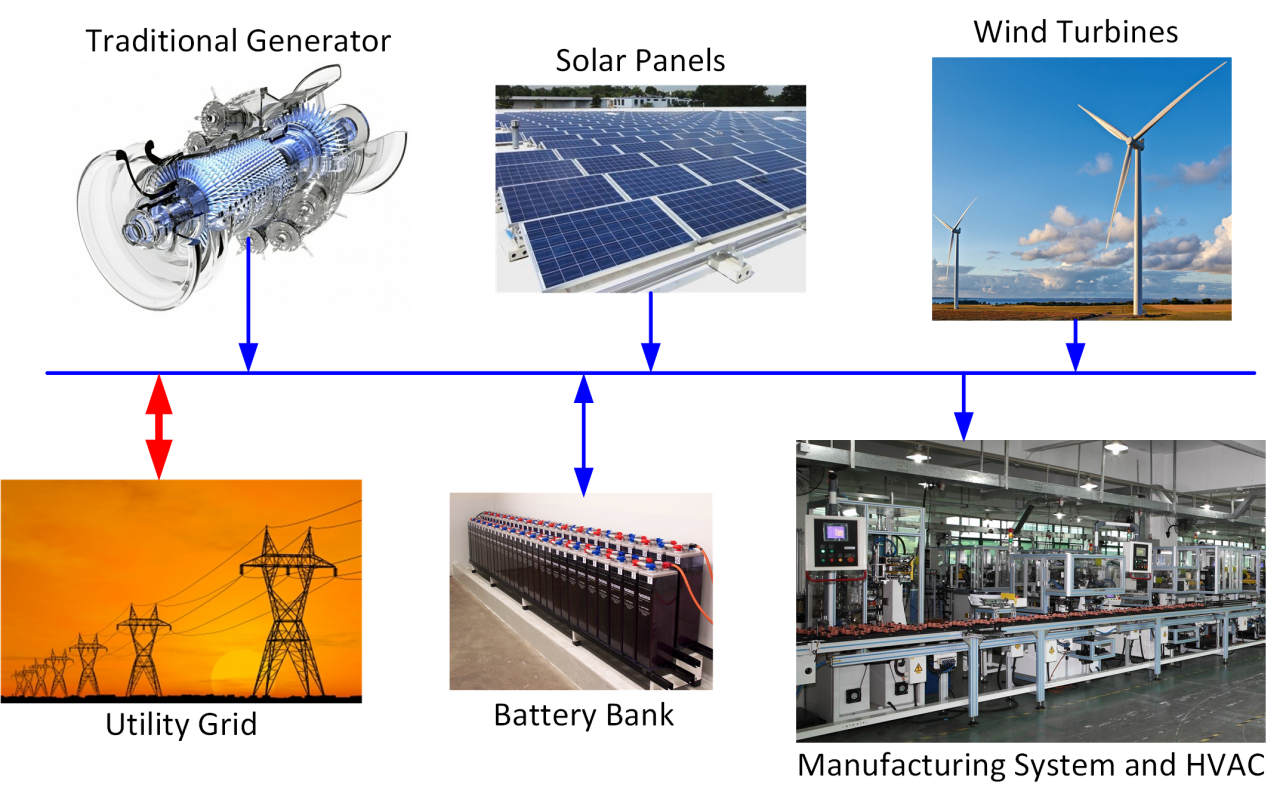 Traditional Generator
Solar Panels
Wind Turbines
Utility Grid
Battery Bank
Manufacturing System and HVAC